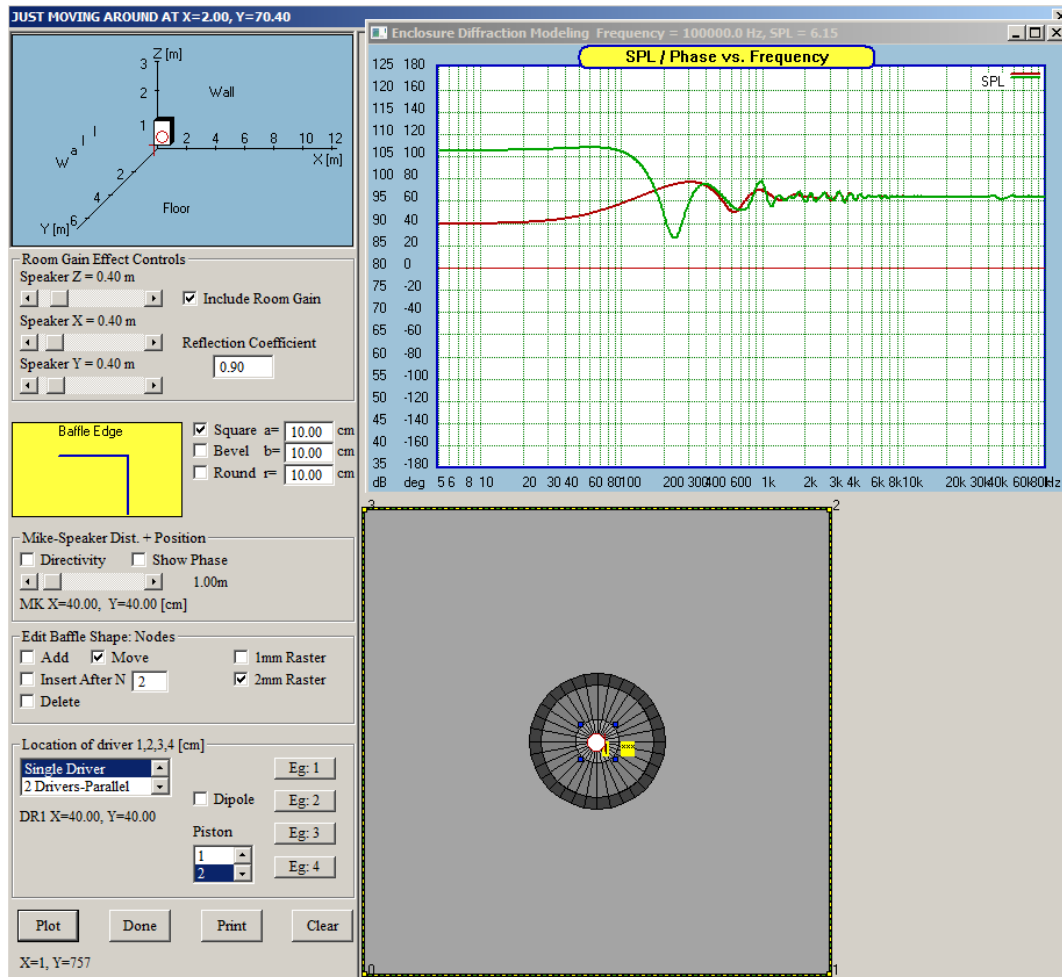 JUST MOVING AROUND AT X=2.00, Y=70.40
Z [m]
3
2
1
Wall
2 4 6 8 10 12
X [m]
W a l l
2
4
6
Y [m]
Floor
Room Gain Effect Controls
Speaker Z = 0.40 m
Include Room Gain
Speaker X = 0.40 m
Reflection Coefficient
Speaker Y = 0.40 m
0.90
Baffle Edge
Square a= 10.00 cm
Bevel b= 10.00 cm
Round r= 10.00 cm
Mike-Speaker Dist. + Position
Directivity Show Phase
1.00m
MK X=40.00, Y=40.00 [cm]
Edit Baffle Shape: Nodes
Add Move 1mm Raster
Insert After N 2 2mm Raster
Delete
Location of driver 1,2,3,4 [cm]
Single Driver
2 Drivers-Parallel
DR1 X=40.00, Y=40.00
Dipole
Piston
1
2
Eg: 1
Eg: 2
Eg: 3
Eg: 4
Plot Done Print Clear
X=1, Y=757
Enclosure Diffraction Modeling Frequency = 100000.0 Hz, SPL = 6.15
SPL / Phase vs. Frequency
SPL
125 180
120 160
115 140
110 120
105 100
100 80
95 60
90 40
85 20
80 0
75 -20
70 -40
65 -60
60 -80
55 -100
50 -120
45 -140
40 -160
35 -180
dB deg 5 6 8 10 20 30 40 60 80 100 200 300 400 600 1k 2k 3k 4k 6k 8k 10k 20k 30k 40k 60k 80k Hz
3
2
1
xxx
0
1